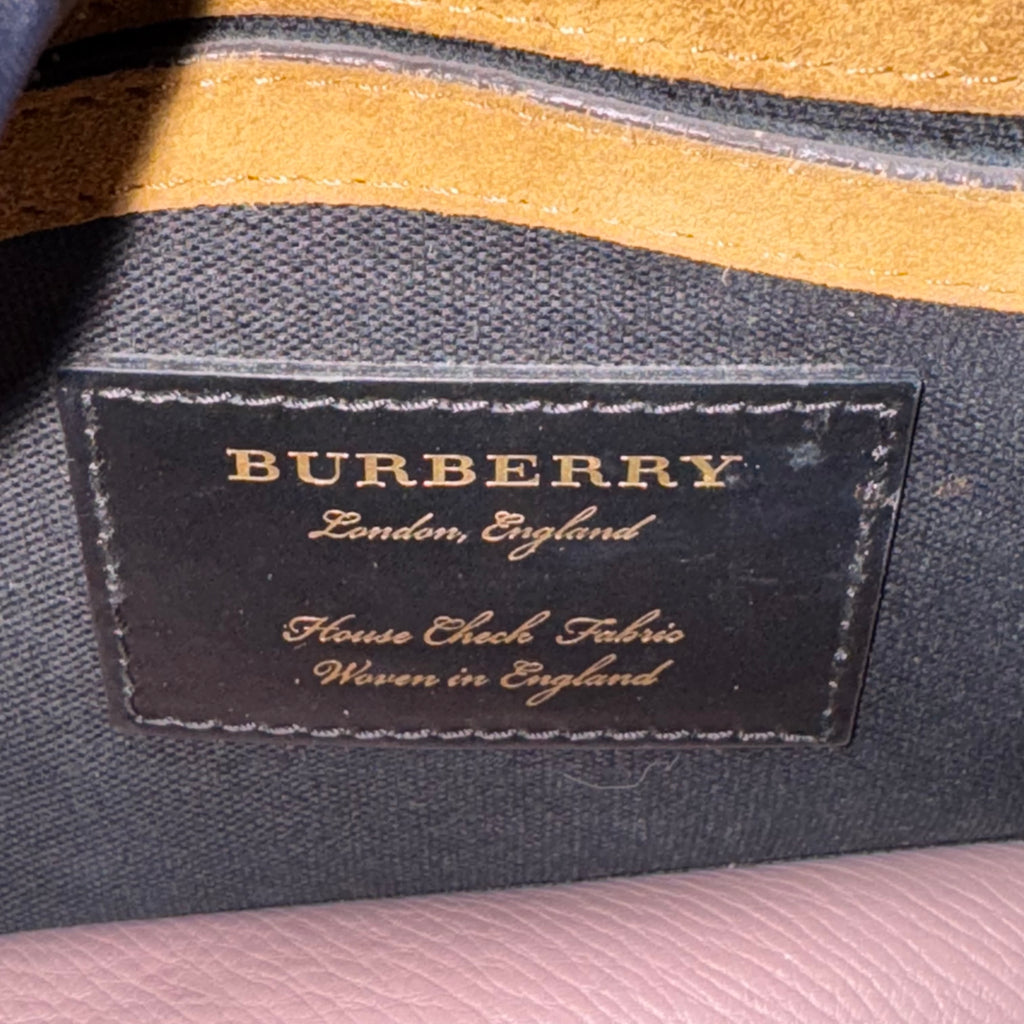 BURBERRY
London, England
House Check Fabric
Woven in England